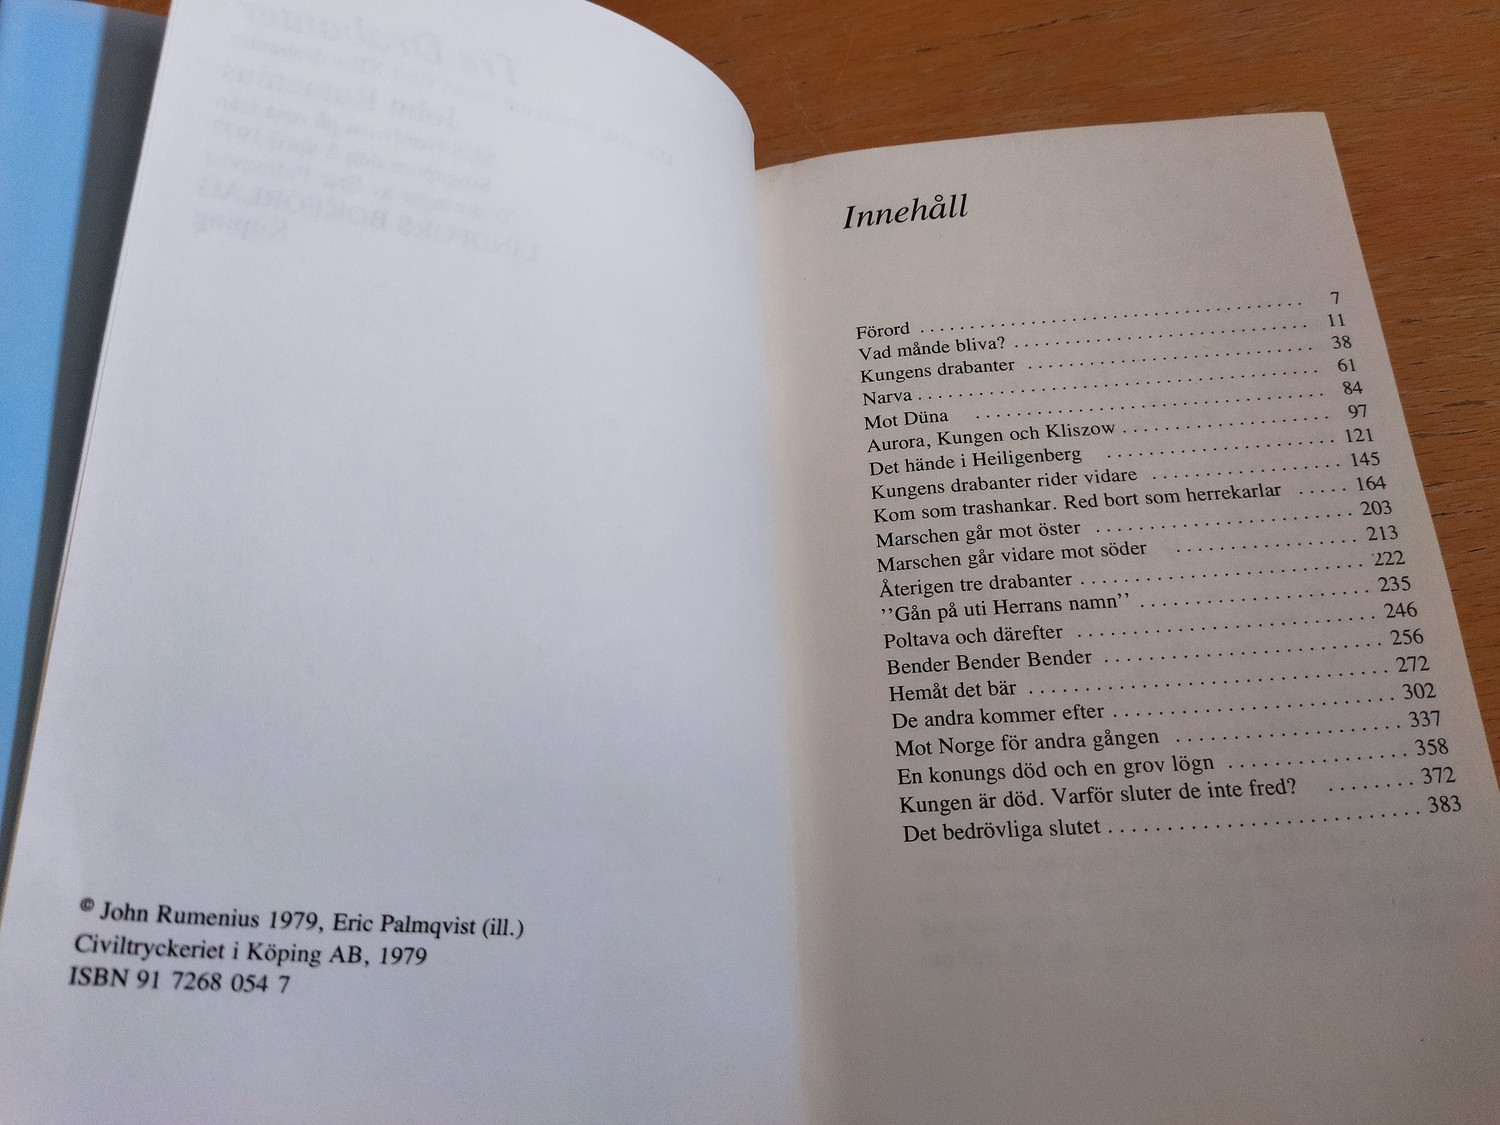 © John Rumenius 1979, Eric Palmqvist (ill.)
Civiltryckeriet i Köping AB, 1979
ISBN 91 7268 054 7
Innehåll
Förord 7
Vad månde bliva? 11
Kungens drabanter 38
Narva 61
Mot Düna 84
Aurora, Kungen och Kliszow 97
Det hände i Heiligenberg 121
Kungens drabanter rider vidare 145
Kom som trashankar. Red bort som herrekarlar 164
Marschen går mot öster 203
Marschen går vidare mot söder 213
Återigen tre drabanter 222
’’Gån på uti Herrans namn’’ 235
Poltava och därefter 246
Bender Bender Bender 256
Hemåt det bär 272
De andra kommer efter 302
Mot Norge för andra gången 337
En konungs död och en grov lögn 358
Kungen är död. Varför sluter de inte fred? 372
Det bedrövliga slutet 383